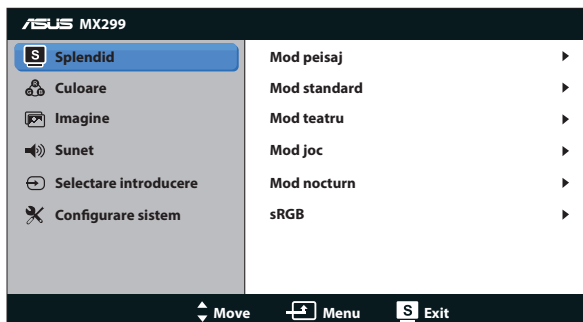 ASUS MX299
S Splendid
Culoare
Imagine
Sunet
Selectare introducere
Configurare sistem
Mod peisaj
Mod standard
Mod teatru
Mod joc
Mod nocturn
sRGB
Move Menu S Exit